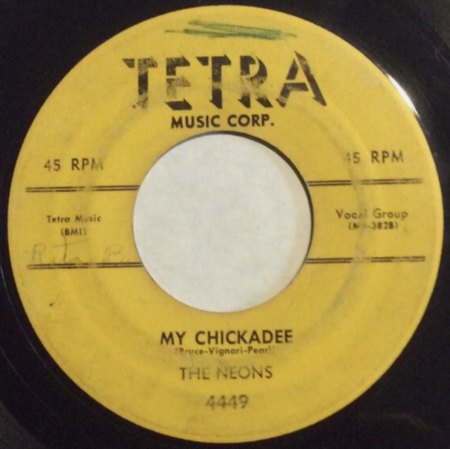 TETRA
MUSIC CORP.
45 RPM
45 RPM
Tetra Music
(BMI)
Vocal Group
MY CHICKADEE
(Bruce-Vignari-Pearl)
THE NEONS
4449